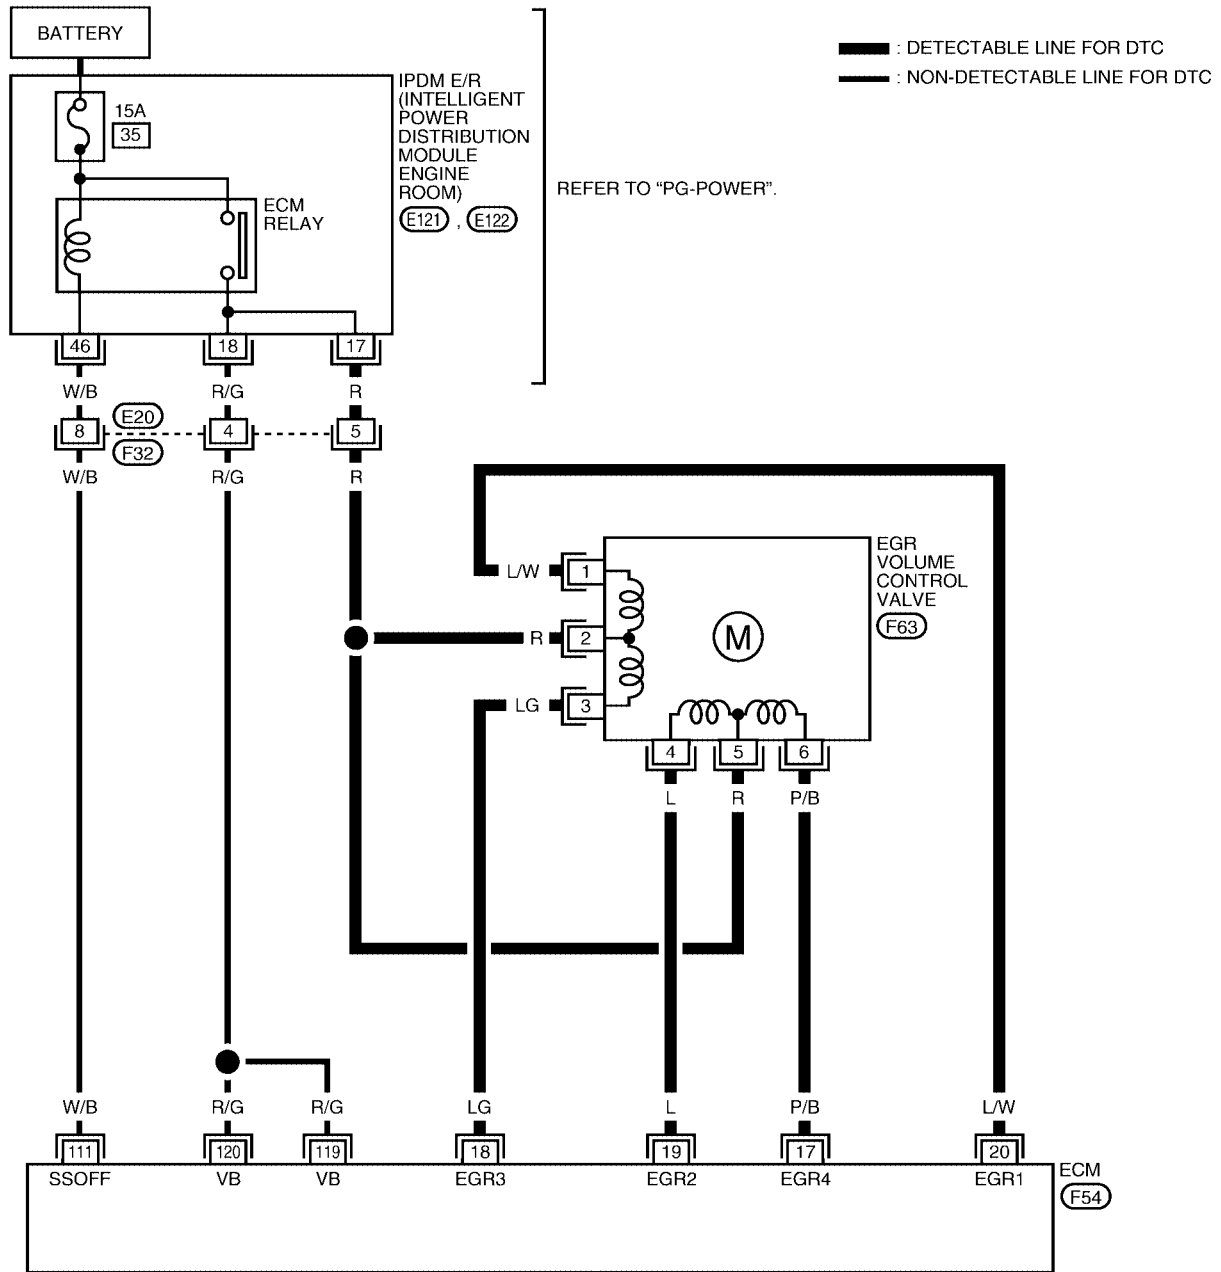 BATTERY
: DETECTABLE LINE FOR DTC
: NON-DETECTABLE LINE FOR DTC
15A
35
IPDM E/R
(INTELLIGENT
POWER
DISTRIBUTION
MODULE
ENGINE
ROOM)
E121 , E122
REFER TO “PG-POWER”.
ECM
RELAY
46 18 17
W/B R/G R
E20
8 4 5
F32
W/B R/G R
EGR
VOLUME
CONTROL
VALVE
F63
L/W 1
R 2
M
LG 3
4 5 6
L R P/B
W/B R/G R/G LG L P/B L/W
111 120 119 18 19 17 20
SSOFF VB VB EGR3 EGR2 EGR4 EGR1
ECM
F54